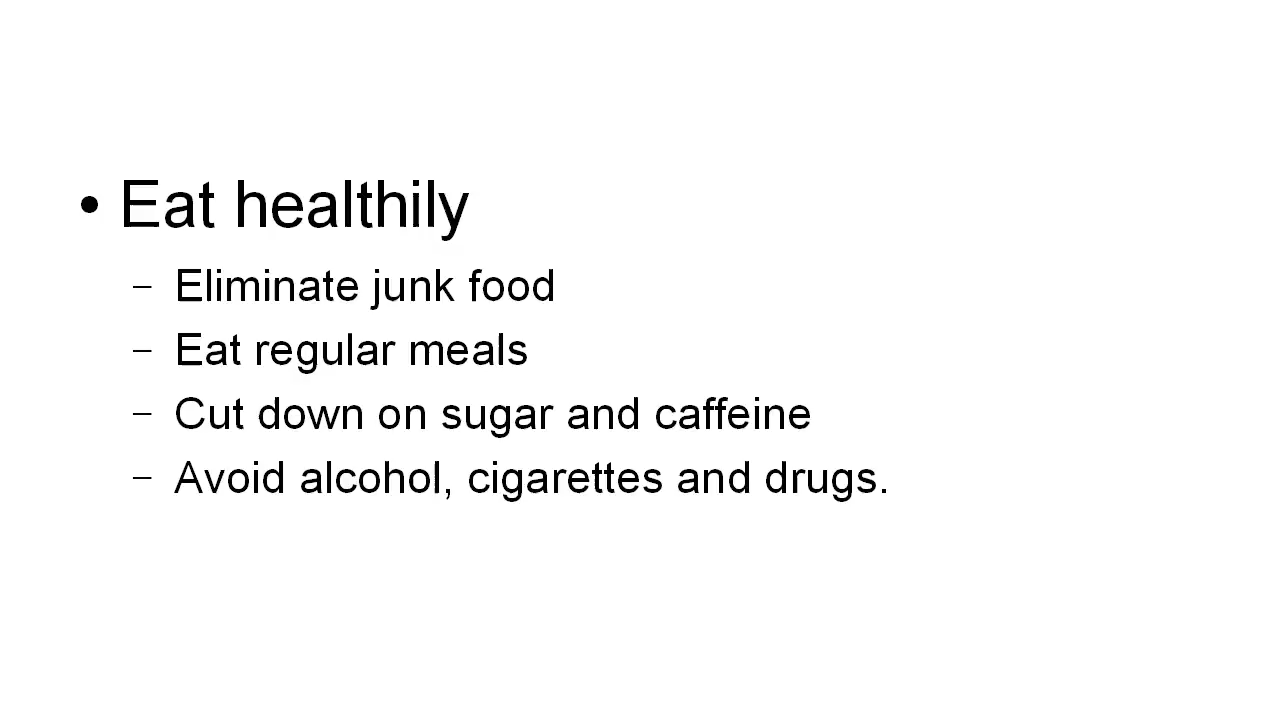 • Eat healthily
– Eliminate junk food
– Eat regular meals
– Cut down on sugar and caffeine
– Avoid alcohol, cigarettes and drugs.